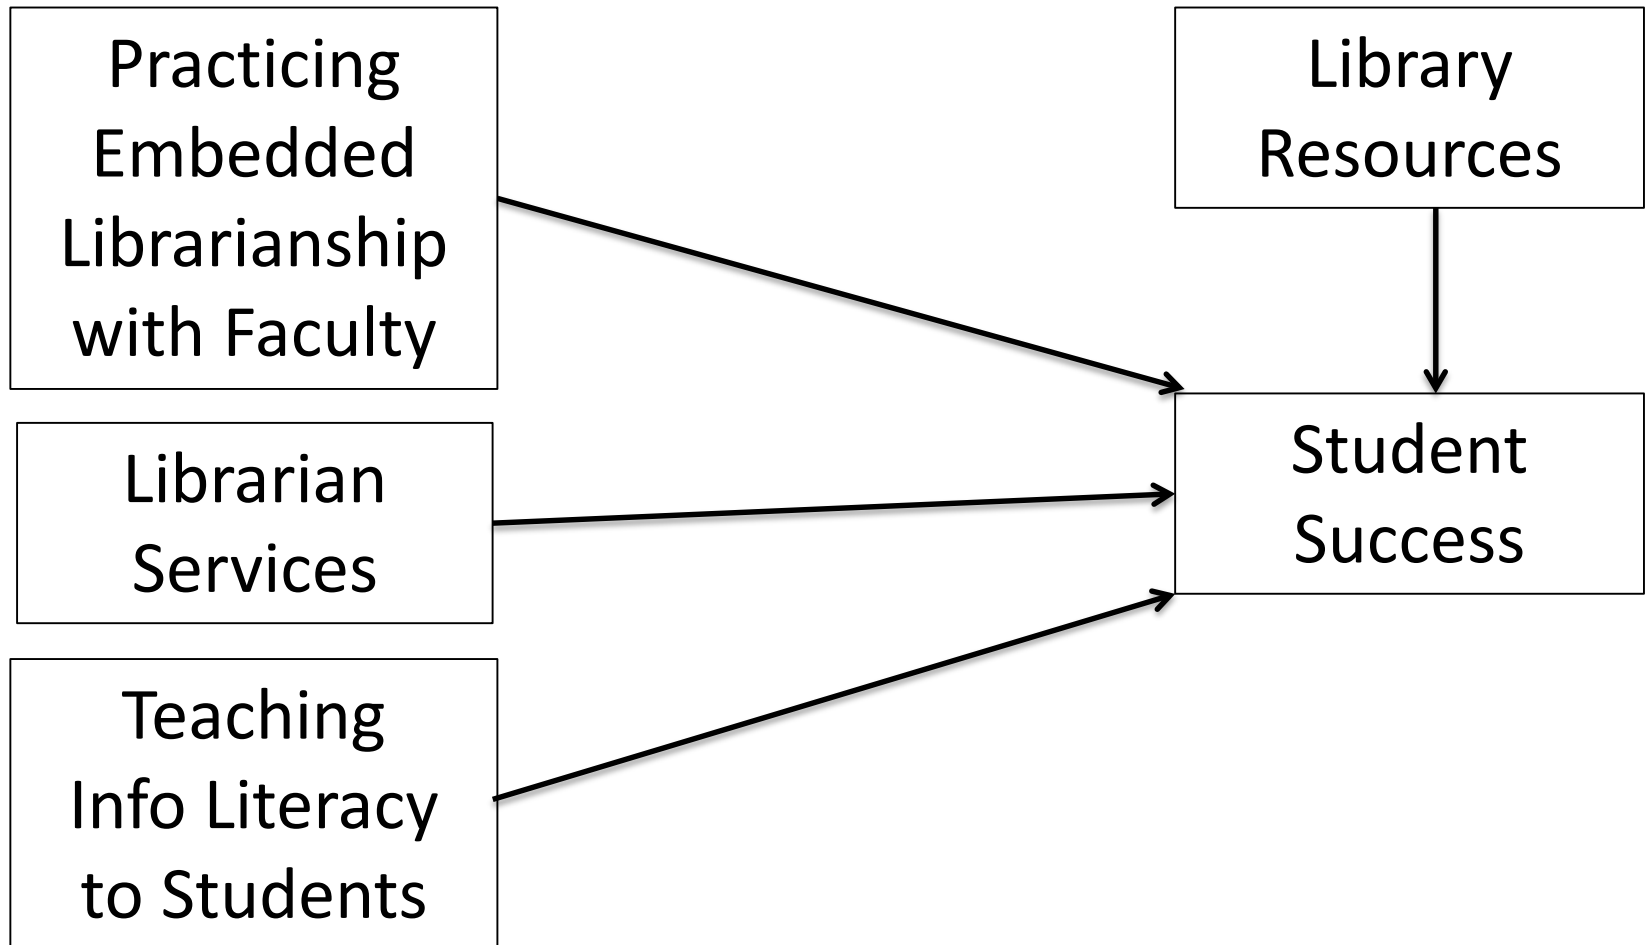 Practicing
Embedded
Librarianship
with Faculty
Library
Resources
Librarian
Services
Student
Success
Teaching
Info Literacy
to Students